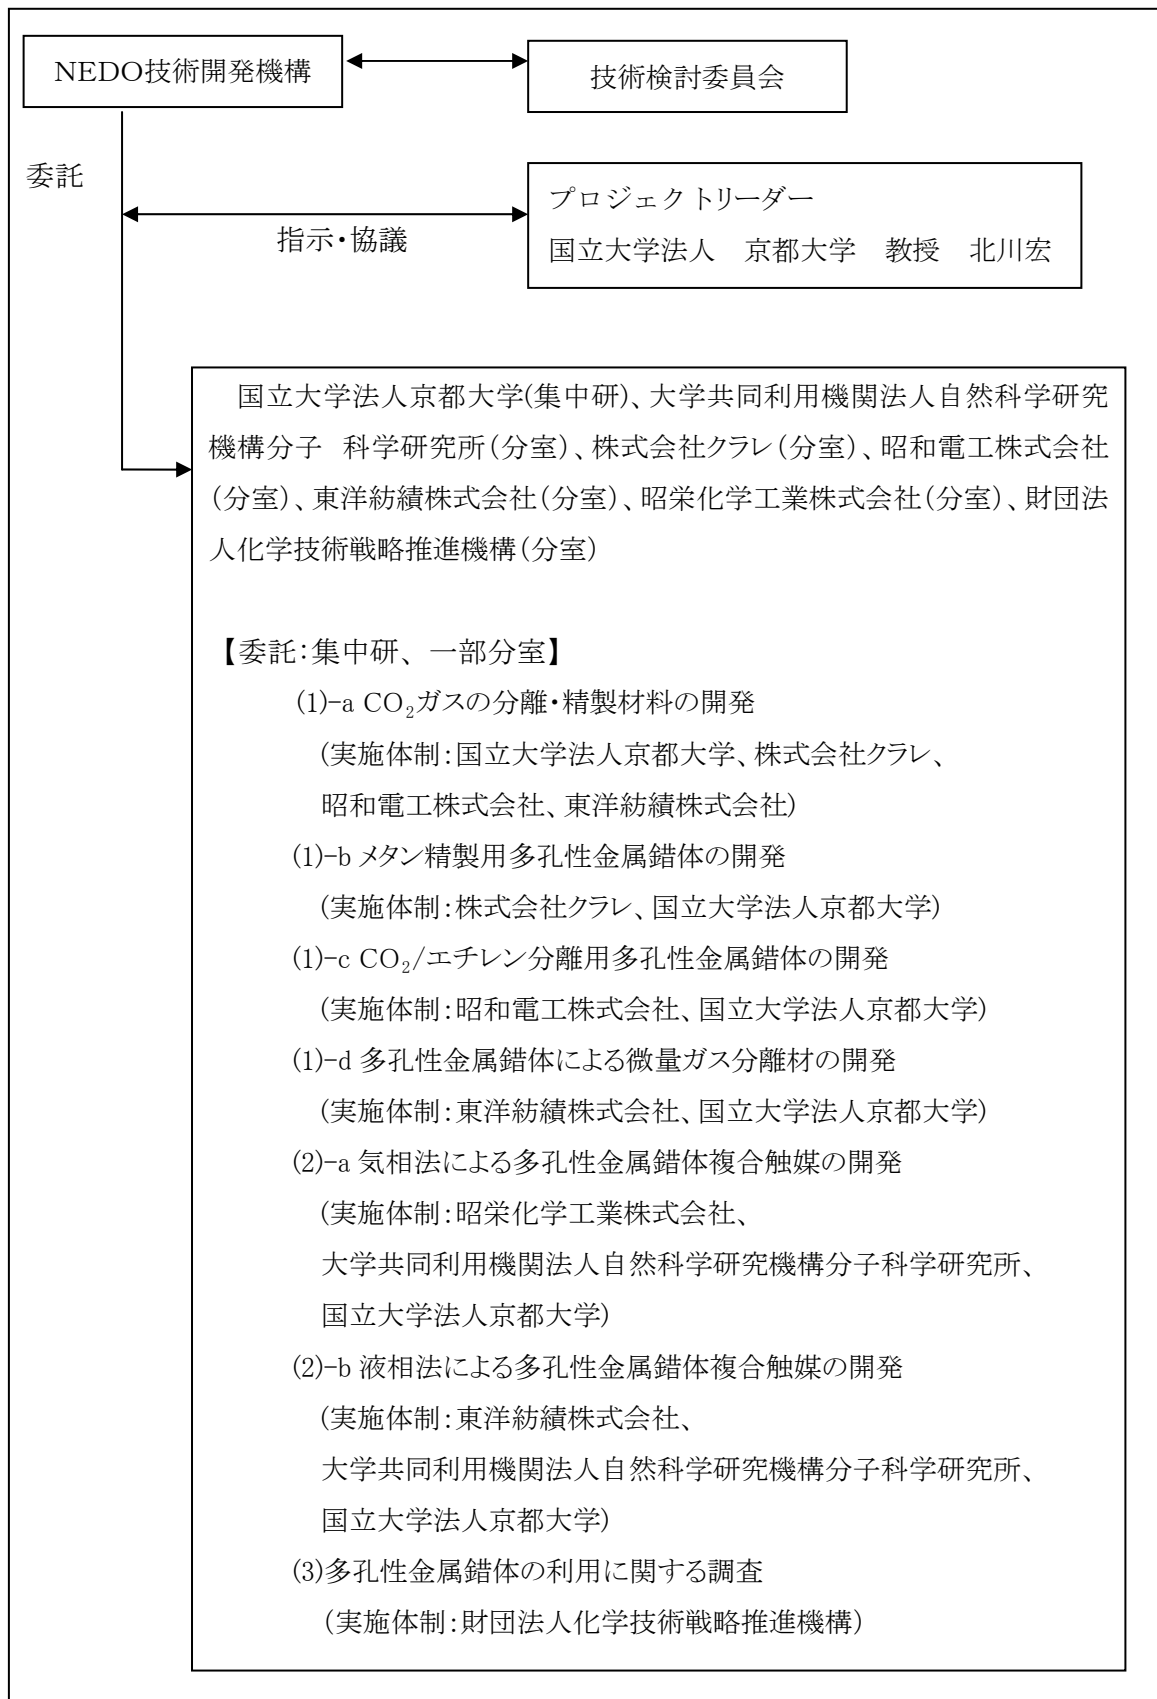 NEDO技術開発機構
技術検討委員会
委託
プロジェクトリーダー
指示・協議
国立大学法人　京都大学　教授　北川宏
国立大学法人京都大学(集中研)、大学共同利用機関法人自然科学研究
機構分子　科学研究所(分室)、株式会社クラレ(分室)、昭和電工株式会社
(分室)、東洋紡績株式会社(分室)、昭栄化学工業株式会社(分室)、財団法
人化学技術戦略推進機構(分室)
【委託:集中研、一部分室】
(1)-a CO₂ガスの分離・精製材料の開発
(実施体制:国立大学法人京都大学、株式会社クラレ、
昭和電工株式会社、東洋紡績株式会社)
(1)-b メタン精製用多孔性金属錯体の開発
(実施体制:株式会社クラレ、国立大学法人京都大学)
(1)-c CO₂/エチレン分離用多孔性金属錯体の開発
(実施体制:昭和電工株式会社、国立大学法人京都大学)
(1)-d 多孔性金属錯体による微量ガス分離材の開発
(実施体制:東洋紡績株式会社、国立大学法人京都大学)
(2)-a 気相法による多孔性金属錯体複合触媒の開発
(実施体制:昭栄化学工業株式会社、
大学共同利用機関法人自然科学研究機構分子科学研究所、
国立大学法人京都大学)
(2)-b 液相法による多孔性金属錯体複合触媒の開発
(実施体制:東洋紡績株式会社、
大学共同利用機関法人自然科学研究機構分子科学研究所、
国立大学法人京都大学)
(3)多孔性金属錯体の利用に関する調査
(実施体制:財団法人化学技術戦略推進機構)